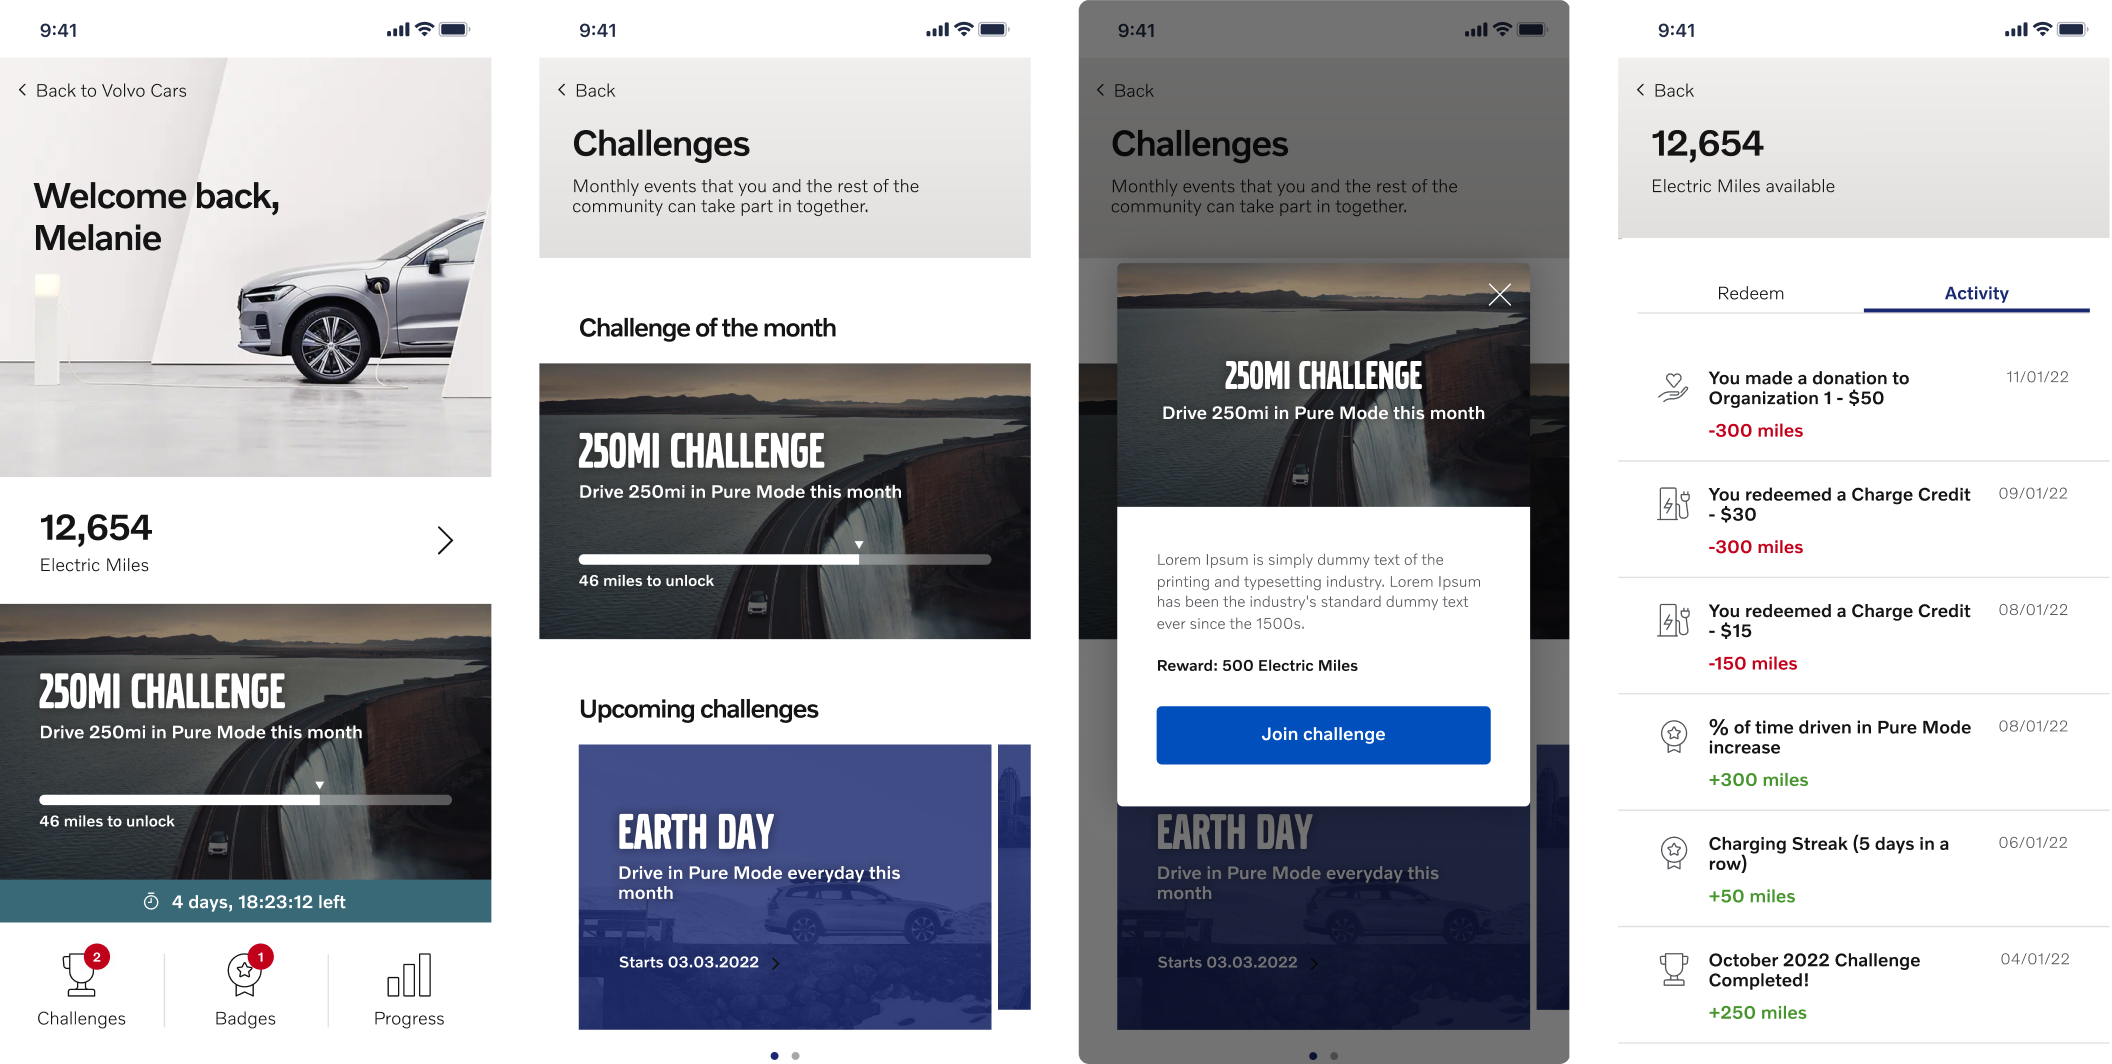 9:41
Back to Volvo Cars
Welcome back,
Melanie
12,654
Electric Miles
250MI CHALLENGE
Drive 250mi in Pure Mode this month
46 miles to unlock
4 days, 18:23:12 left
2
1
Challenges
Badges
Progress
9:41
Back
Challenges
Monthly events that you and the rest of the
community can take part in together.
Challenge of the month
250MI CHALLENGE
Drive 250mi in Pure Mode this month
46 miles to unlock
Upcoming challenges
EARTH DAY
Drive in Pure Mode everyday this
month
Starts 03.03.2022
9:41
Back
Challenges
Monthly events that you and the rest of the
community can take part in together.
250MI CHALLENGE
Drive 250mi in Pure Mode this month
Lorem Ipsum is simply dummy text of the
printing and typesetting industry. Lorem Ipsum
has been the industry's standard dummy text
ever since the 1500s.
Reward: 500 Electric Miles
Join challenge
EARTH DAY
Drive in Pure Mode everyday this
month
Starts 03.03.2022
9:41
Back
12,654
Electric Miles available
Redeem
Activity
You made a donation to
Organization 1 - $50
11/01/22
-300 miles
You redeemed a Charge Credit
- $30
09/01/22
-300 miles
You redeemed a Charge Credit
- $15
08/01/22
-150 miles
% of time driven in Pure Mode
increase
08/01/22
+300 miles
Charging Streak (5 days in a
row)
06/01/22
+50 miles
October 2022 Challenge
Completed!
04/01/22
+250 miles